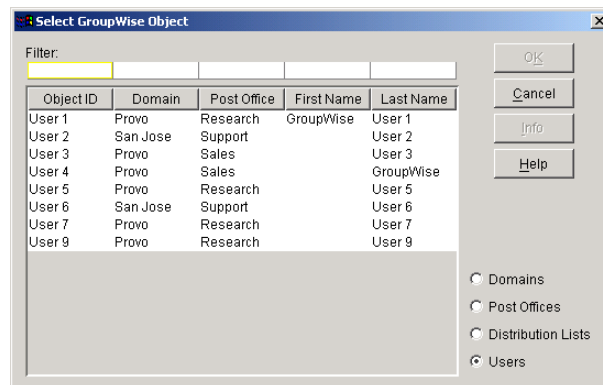 Select GroupWise Object
Filter:
OK
Cancel
Info
Help
Object ID Domain Post Office First Name Last Name
User 1 Provo Research GroupWise User 1
User 2 San Jose Support User 2
User 3 Provo Sales User 3
User 4 Provo Sales GroupWise
User 5 Provo Research User 5
User 6 San Jose Support User 6
User 7 Provo Research User 7
User 9 Provo Research User 9
Domains
Post Offices
Distribution Lists
Users